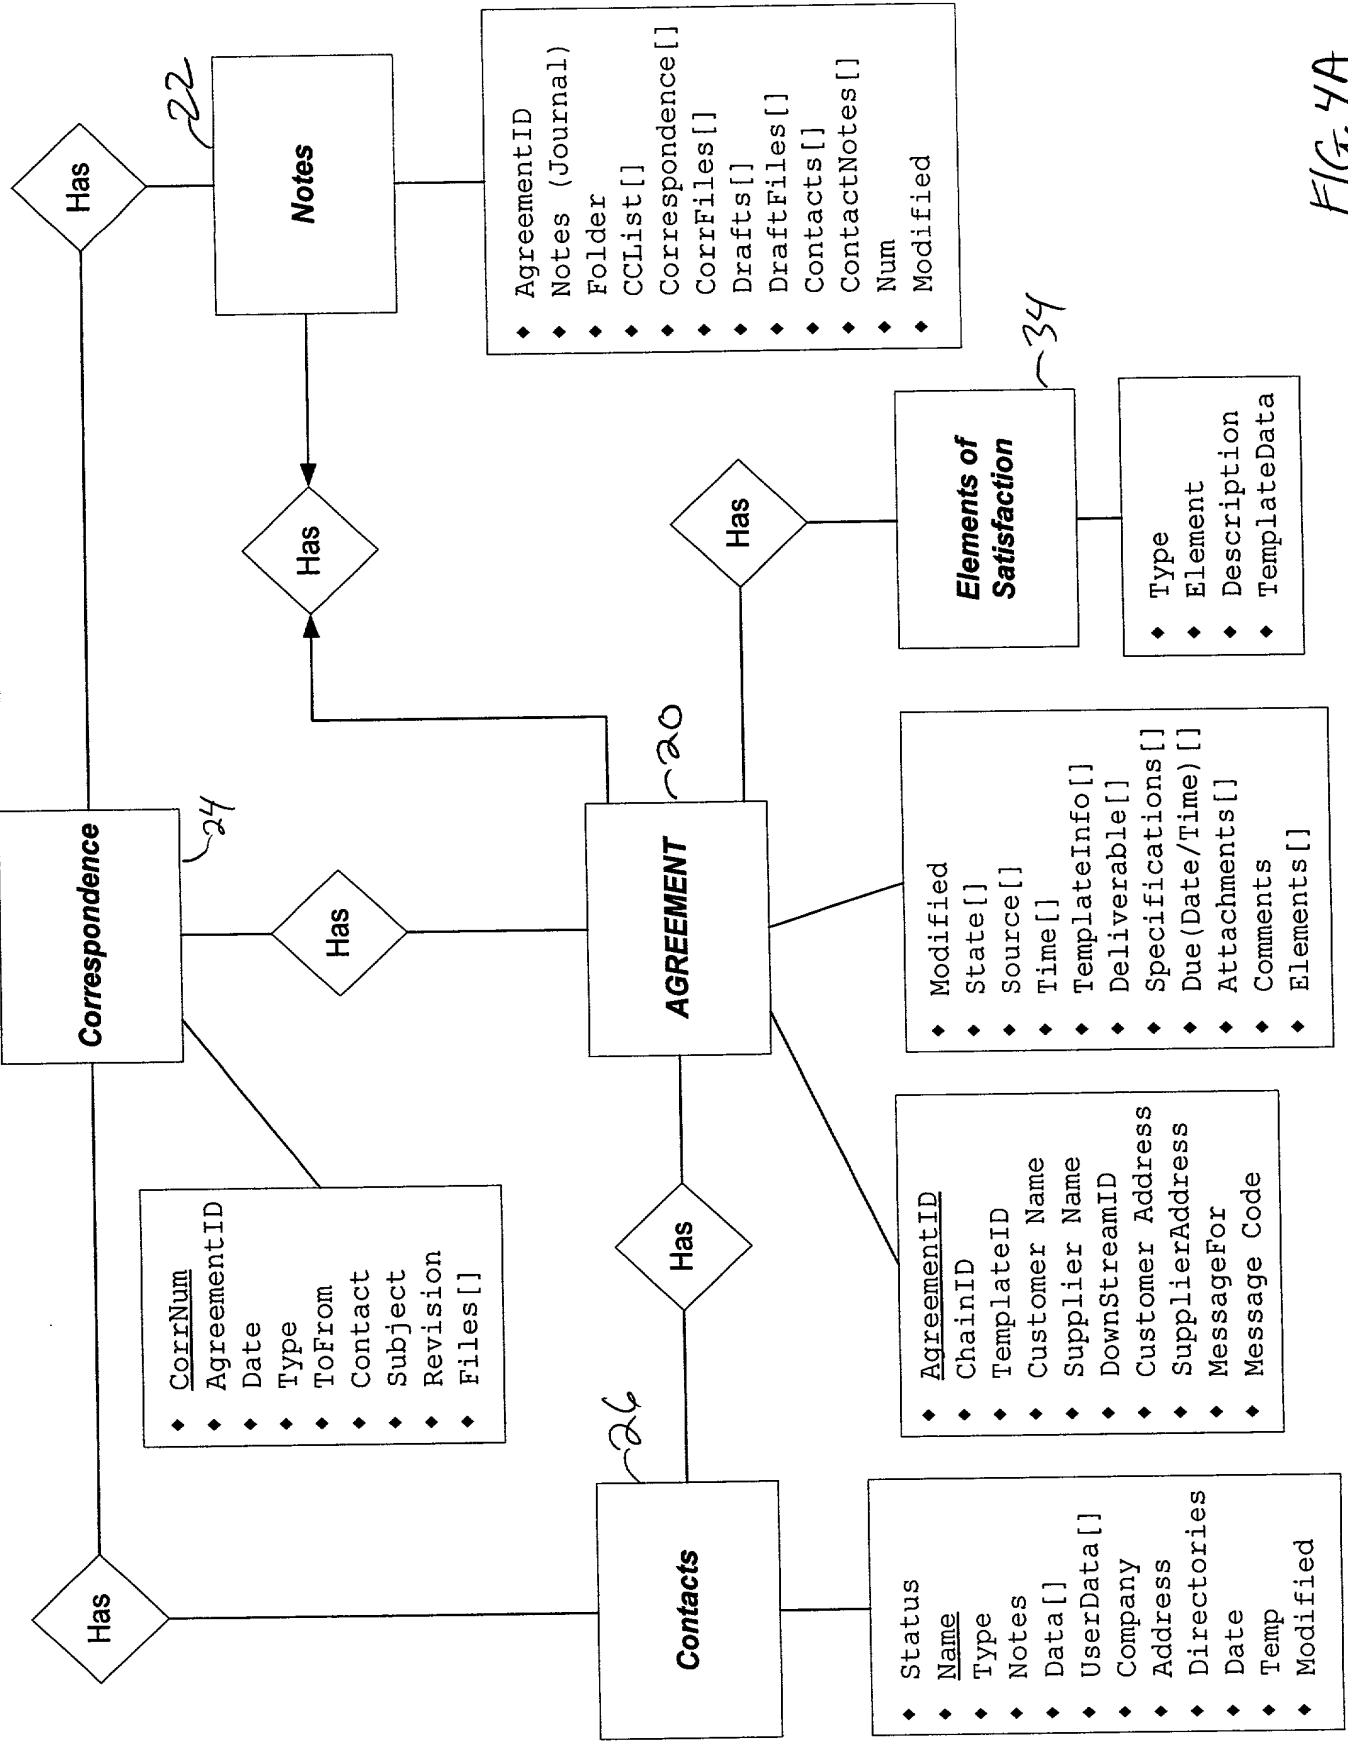 Has
Correspondence
24
Has
Notes
22
◆ CorrNum
◆ AgreementID
◆ Date
◆ Type
◆ ToFrom
◆ Contact
◆ Subject
◆ Revision
◆ Files[]
Has
Has
◆ AgreementID
◆ Notes (Journal)
◆ Folder
◆ CCList[]
◆ Correspondence[]
◆ CorrFiles[]
◆ Drafts[]
◆ DraftFiles[]
◆ Contacts[]
◆ ContactNotes[]
◆ Num
◆ Modified
Contacts
26
Has
AGREEMENT
20
Has
Elements of
Satisfaction
34
◆ Status
◆ Name
◆ Type
◆ Notes
◆ Data[]
◆ UserData[]
◆ Company
◆ Address
◆ Directories
◆ Date
◆ Temp
◆ Modified
◆ AgreementID
◆ ChainID
◆ TemplateID
◆ Customer Name
◆ Supplier Name
◆ DownStreamID
◆ Customer Address
◆ SupplierAddress
◆ MessageFor
◆ Message Code
◆ Modified
◆ State[]
◆ Source[]
◆ Time[]
◆ TemplateInfo[]
◆ Deliverable[]
◆ Specifications[]
◆ Due(Date/Time)[]
◆ Attachments[]
◆ Comments
◆ Elements[]
◆ Type
◆ Element
◆ Description
◆ TemplateData
FIG. 4A